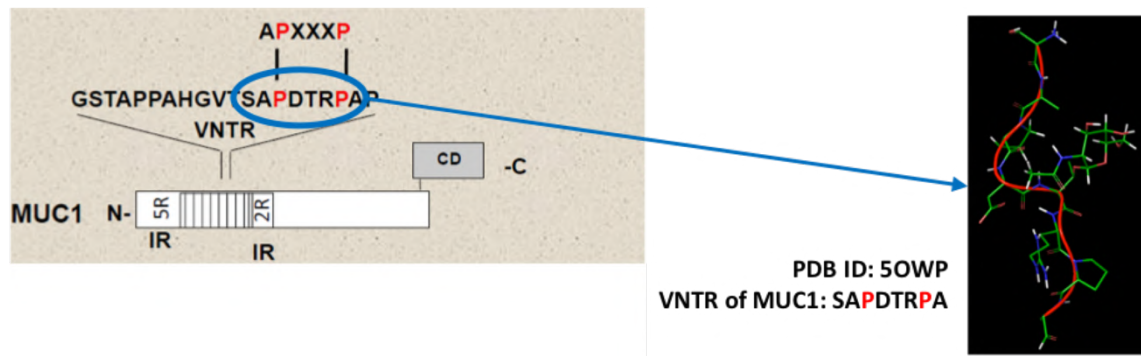 APXXXP
GSTAPPAHGVTSAPDTRPAP
VNTR
CD
-C
MUC1 N-
5R
2R
IR
IR
PDB ID: 5OWP
VNTR of MUC1: SAPDTRPA